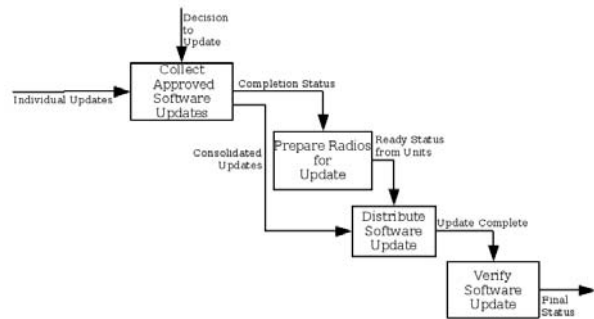 Decision
to
Update
Individual Updates
Collect
Approved
Software
Updates
Completion Status
Consolidated
Updates
Prepare Radios
for
Update
Ready Status
from Units
Distribute
Software
Update
Update Complete
Verify
Software
Update
Final
Status